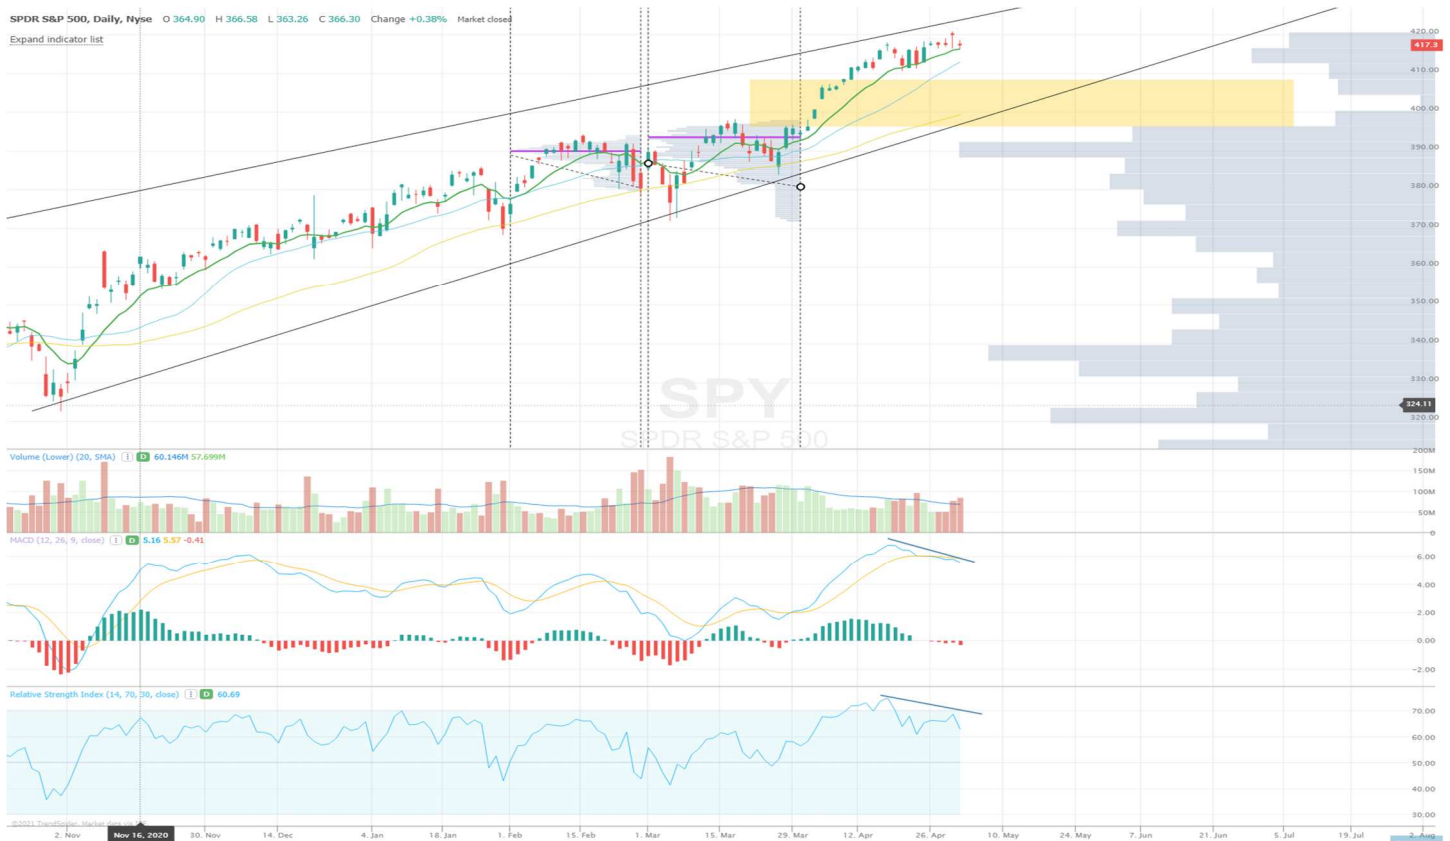 SPDR S&P 500, Daily, Nyse O 364.90 H 366.58 L 363.26 C 366.30 Change +0.38% Market closed
Expand indicator list
420.00
417.3
410.00
400.00
390.00
380.00
370.00
360.00
350.00
340.00
330.00
324.11
320.00
SPY
SPDR S&P 500
Volume (Lower) (20, SMA) D 60.146M 57.699M
200M
150M
100M
50M
0
MACD (12, 26, 9, close) D 5.16 5.57 -0.41
6.00
4.00
2.00
0.00
-2.00
Relative Strength Index (14, 70, 30, close) D 60.69
70.00
60.00
50.00
40.00
30.00
©2021 TrendSpider, Market data via
2. Nov Nov 16, 2020 30. Nov 14. Dec 4. Jan 18. Jan 1. Feb 15. Feb 1. Mar 15. Mar 29. Mar 12. Apr 26. Apr 10. May 24. May 7. Jun 21. Jun 5. Jul 19. Jul 2. Aug